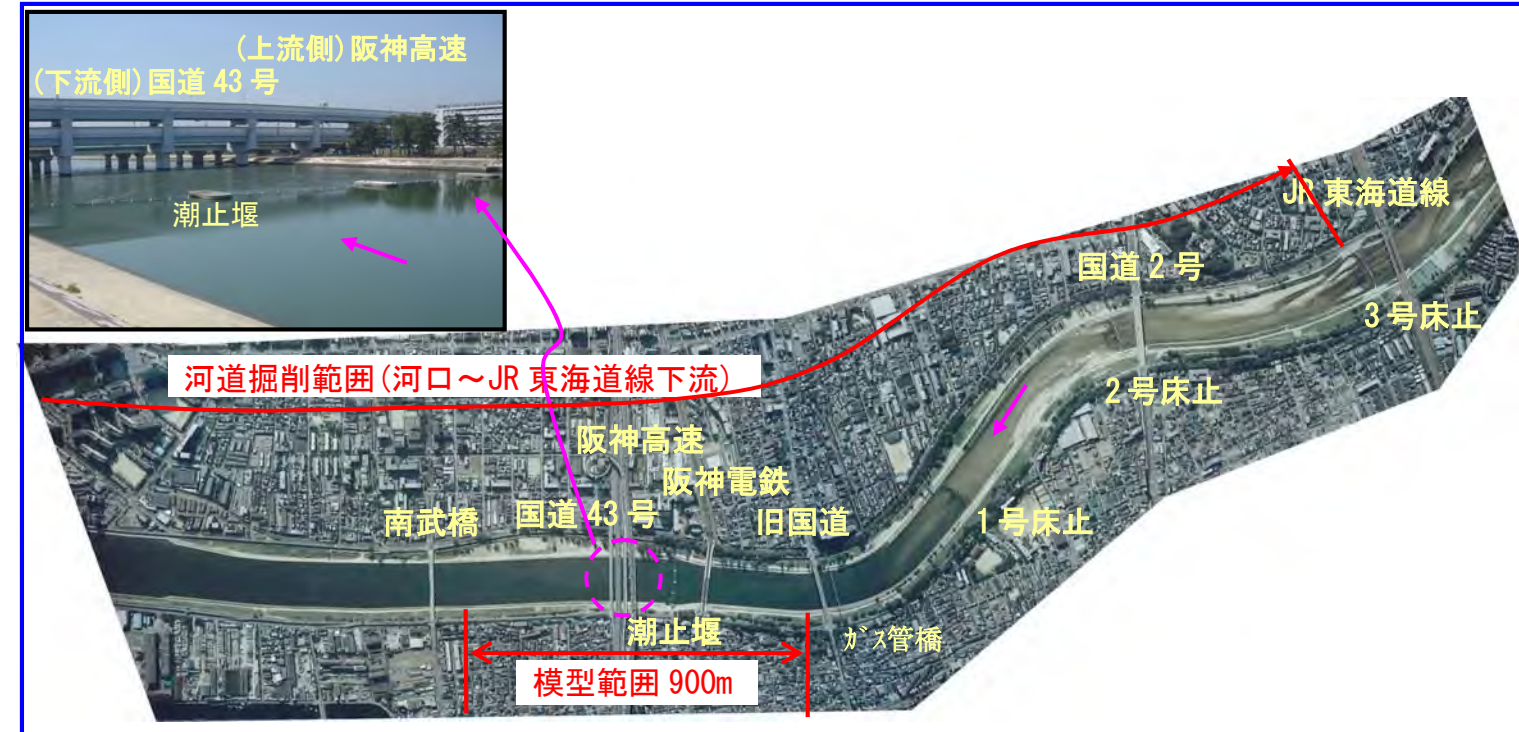 (上流側)阪神高速
(下流側)国道 43 号
潮止堰
JR 東海道線
国道 2 号
3 号床止
河道掘削範囲(河口～JR 東海道線下流)
2 号床止
阪神高速
阪神電鉄
南武橋
国道 43 号
旧国道
1 号床止
潮止堰
ガス管橋
模型範囲 900m